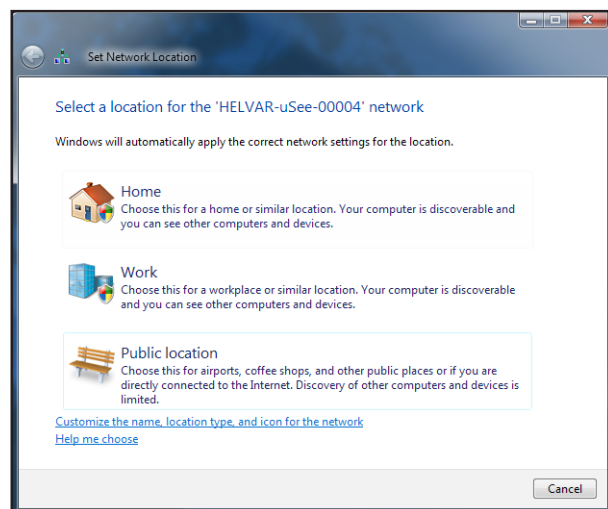 Set Network Location
Select a location for the 'HELVAR-uSee-00004' network
Windows will automatically apply the correct network settings for the location.
Home
Choose this for a home or similar location. Your computer is discoverable and
you can see other computers and devices.
Work
Choose this for a workplace or similar location. Your computer is discoverable
and you can see other computers and devices.
Public location
Choose this for airports, coffee shops, and other public places or if you are
directly connected to the Internet. Discovery of other computers and devices is
limited.
Customize the name, location type, and icon for the network
Help me choose
Cancel